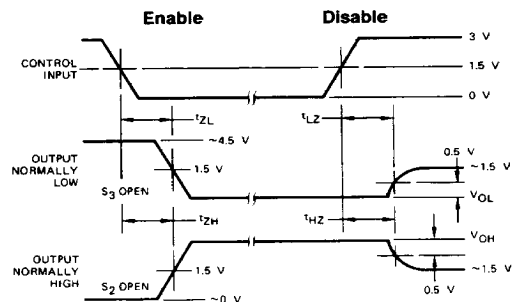 Enable Disable
CONTROL INPUT
3 V
1.5 V
0 V
tZL
tLZ
OUTPUT NORMALLY LOW
~4.5 V
1.5 V
S3 OPEN
0.5 V
~1.5 V
VOL
tZH
tHZ
OUTPUT NORMALLY HIGH
S2 OPEN
1.5 V
~0 V
VOH
0.5 V
~1.5 V